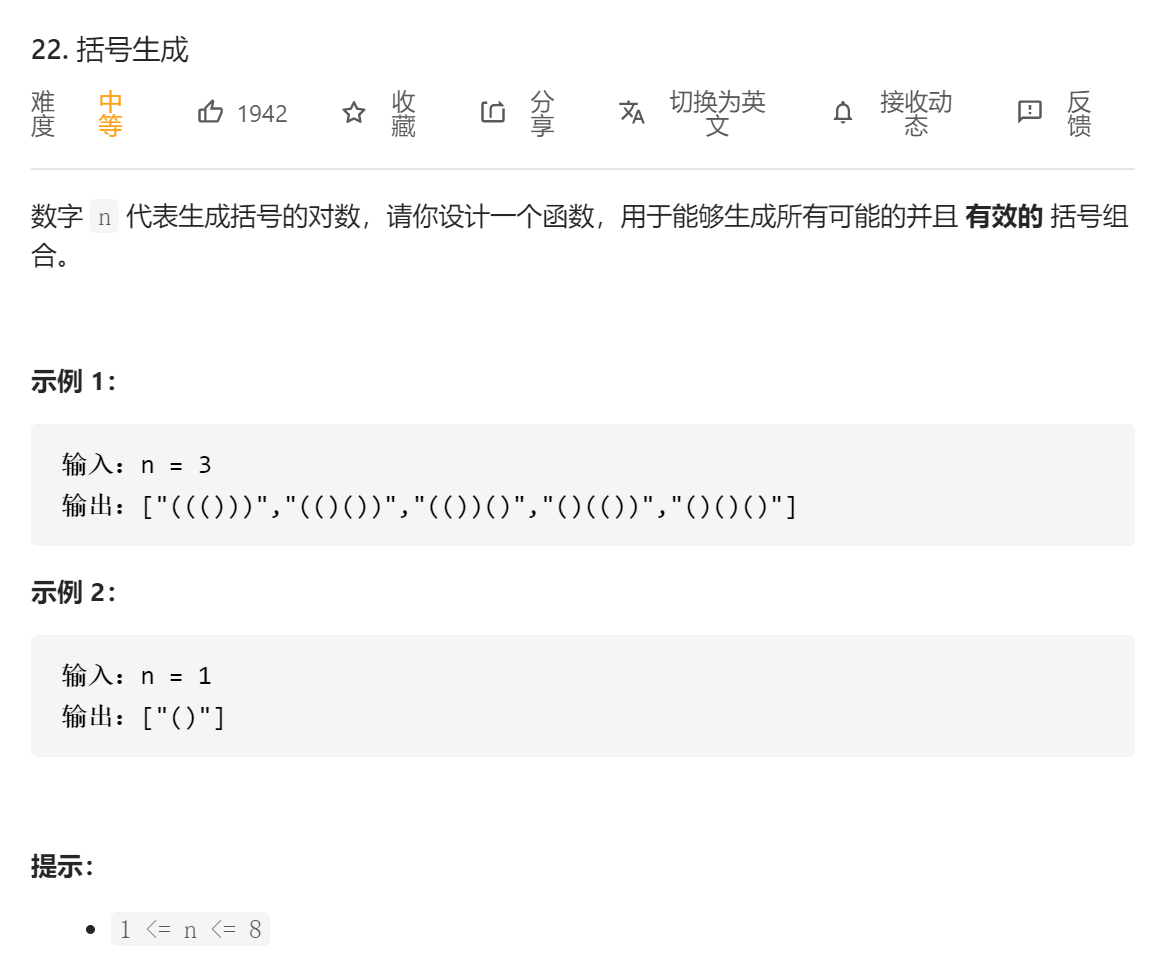 22. 括号生成
难度 中等 1942 收藏 分享 切换为英文 接收动态 反馈
数字 n 代表生成括号的对数，请你设计一个函数，用于能够生成所有可能的并且 有效的 括号组
合。
示例 1：
输入：n = 3
输出：["((()))","(()())","(())()","()(())","()()()"]
示例 2：
输入：n = 1
输出：["()"]
提示：
1 <= n <= 8